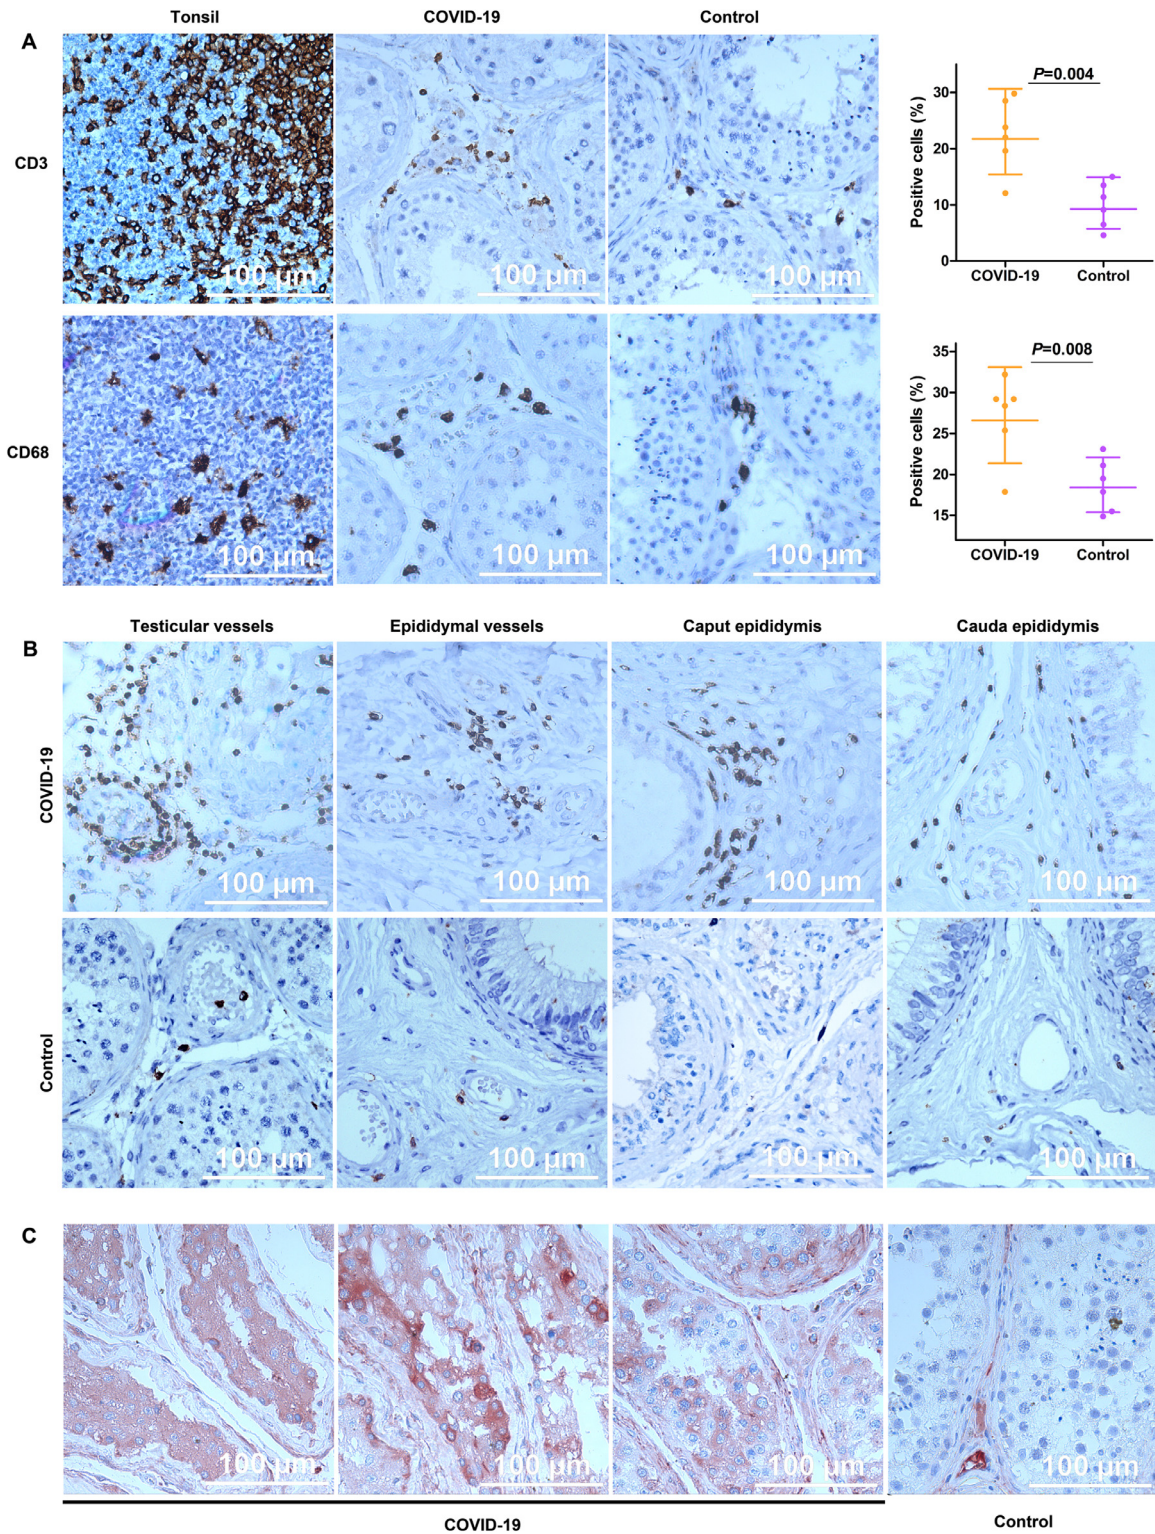 Tonsil COVID-19 Control
A
CD3
100 µm 100 µm 100 µm
P=0.004
Positive cells (%)
30
20
10
0
COVID-19 Control
CD68
100 µm 100 µm 100 µm
P=0.008
Positive cells (%)
35
30
25
20
15
COVID-19 Control
B
Testicular vessels Epididymal vessels Caput epididymis Cauda epididymis
COVID-19
100 µm 100 µm 100 µm 100 µm
Control
100 µm 100 µm 100 µm 100 µm
C
100 µm 100 µm 100 µm 100 µm
COVID-19 Control